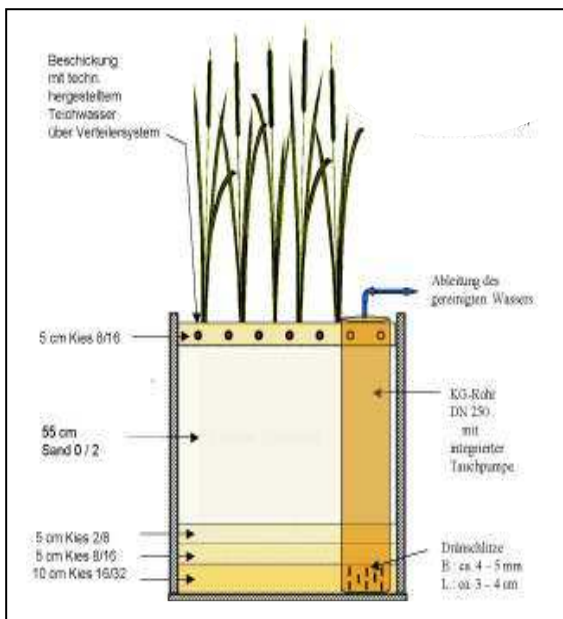 Beschickung
mit techn.
hergestelltem
Teichwasser
über Verteilersystem
Ableitung des
gereinigten Wassers
5 cm Kies 8/16
KG-Rohr
DN 250
mit
integrierter
Tauchpumpe
55 cm
Sand 0 / 2
5 cm Kies 2/8
5 cm Kies 8/16
10 cm Kies 16/32
Dränschlitze
B : ca. 4 – 5 mm
L : ca. 3 – 4 cm